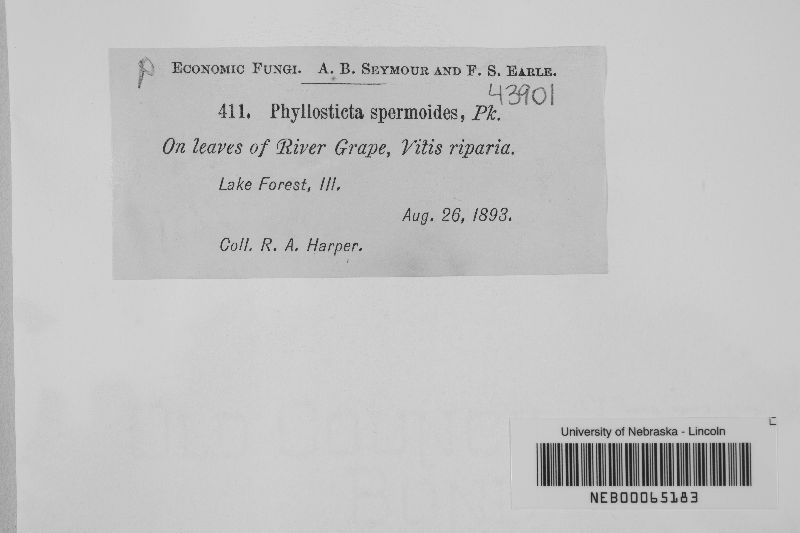 p
ECONOMIC FUNGI. A. B. SEYMOUR AND F. S. EARLE.
43901
411. Phyllosticta spermoides, Pk.
On leaves of River Grape, Vitis riparia.
Lake Forest, Ill.
Aug. 26, 1893.
Coll. R. A. Harper.
University of Nebraska - Lincoln
NEB00065183